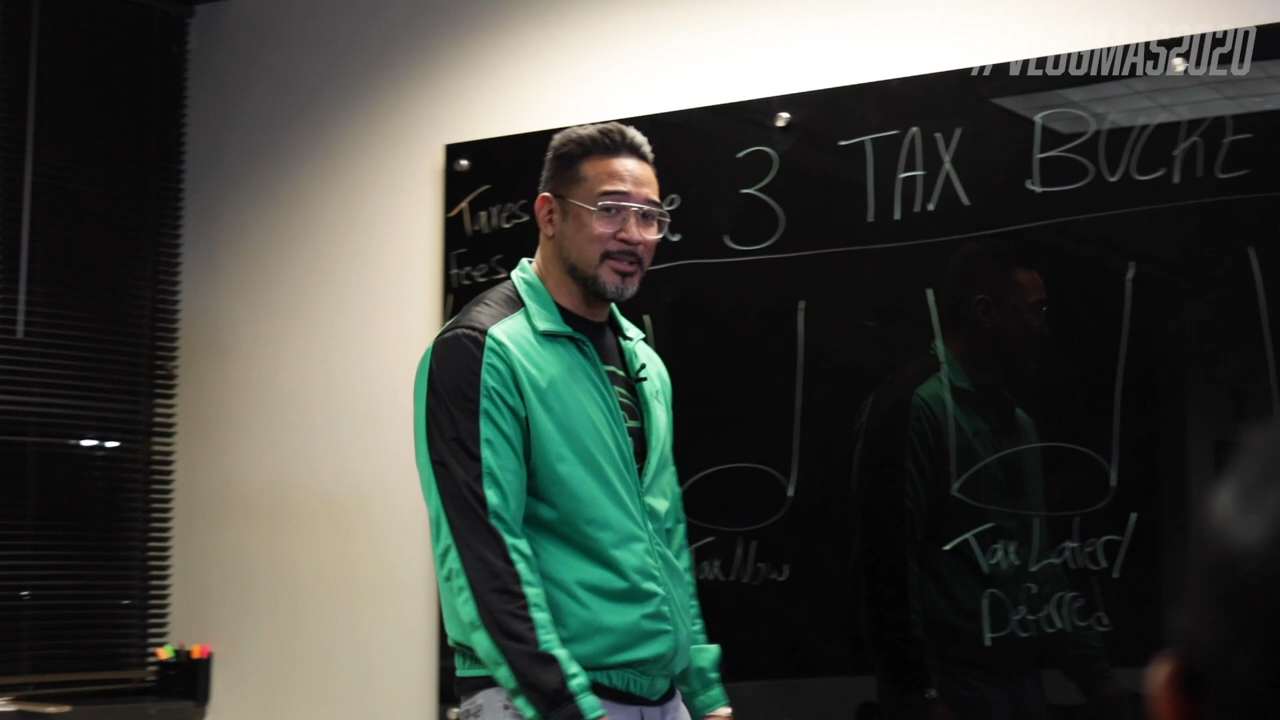 #VLOGMAS2020
Taxes 3 TAX BUCKE
Fees
Tax Now
Tax Later/
Deferred